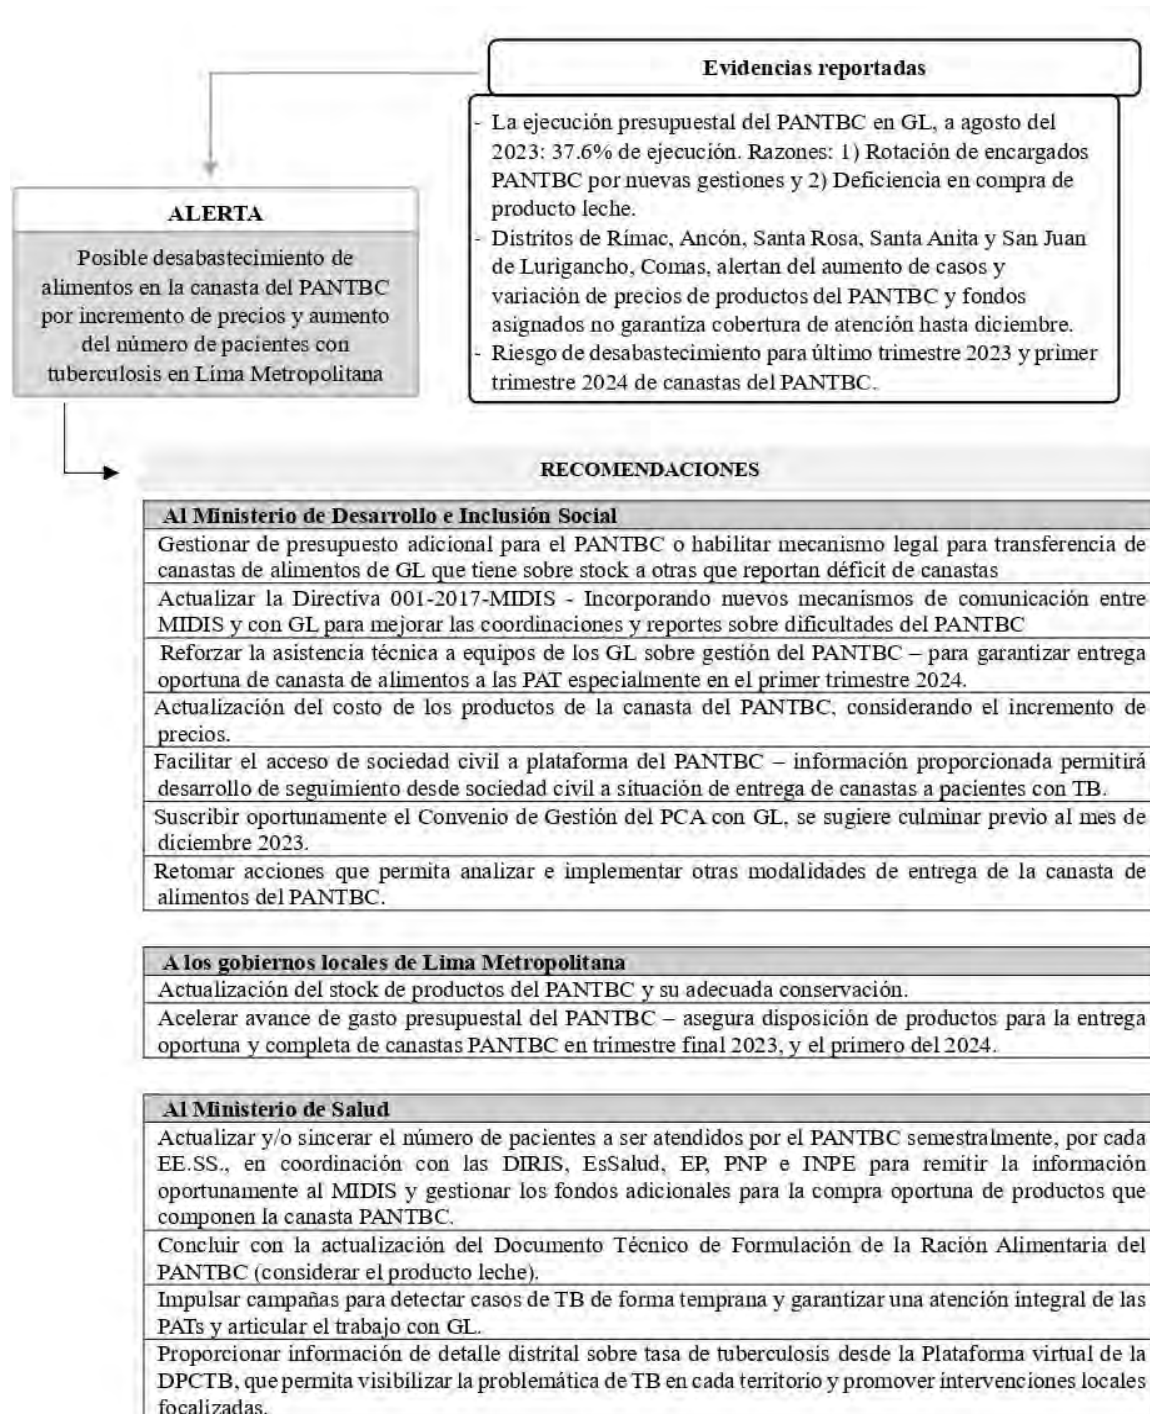 Evidencias reportadas
- La ejecución presupuestal del PANTBC en GL, a agosto del
2023: 37.6% de ejecución. Razones: 1) Rotación de encargados
PANTBC por nuevas gestiones y 2) Deficiencia en compra de
producto leche.
- Distritos de Rímac, Ancón, Santa Rosa, Santa Anita y San Juan
de Lurigancho, Comas, alertan del aumento de casos y
variación de precios de productos del PANTBC y fondos
asignados no garantiza cobertura de atención hasta diciembre.
- Riesgo de desabastecimiento para último trimestre 2023 y primer
trimestre 2024 de canastas del PANTBC.
ALERTA
Posible desabastecimiento de
alimentos en la canasta del PANTBC
por incremento de precios y aumento
del número de pacientes con
tuberculosis en Lima Metropolitana
RECOMENDACIONES
Al Ministerio de Desarrollo e Inclusión Social
Gestionar de presupuesto adicional para el PANTBC o habilitar mecanismo legal para transferencia de
canastas de alimentos de GL que tiene sobre stock a otras que reportan déficit de canastas
Actualizar la Directiva 001-2017-MIDIS - Incorporando nuevos mecanismos de comunicación entre
MIDIS y con GL para mejorar las coordinaciones y reportes sobre dificultades del PANTBC
Reforzar la asistencia técnica a equipos de los GL sobre gestión del PANTBC – para garantizar entrega
oportuna de canasta de alimentos a las PAT especialmente en el primer trimestre 2024.
Actualización del costo de los productos de la canasta del PANTBC, considerando el incremento de
precios.
Facilitar el acceso de sociedad civil a plataforma del PANTBC – información proporcionada permitirá
desarrollo de seguimiento desde sociedad civil a situación de entrega de canastas a pacientes con TB.
Suscribir oportunamente el Convenio de Gestión del PCA con GL, se sugiere culminar previo al mes de
diciembre 2023.
Retomar acciones que permita analizar e implementar otras modalidades de entrega de la canasta de
alimentos del PANTBC.
A los gobiernos locales de Lima Metropolitana
Actualización del stock de productos del PANTBC y su adecuada conservación.
Acelerar avance de gasto presupuestal del PANTBC – asegura disposición de productos para la entrega
oportuna y completa de canastas PANTBC en trimestre final 2023, y el primero del 2024.
Al Ministerio de Salud
Actualizar y/o sincerar el número de pacientes a ser atendidos por el PANTBC semestralmente, por cada
EE.SS., en coordinación con las DIRIS, EsSalud, EP, PNP e INPE para remitir la información
oportunamente al MIDIS y gestionar los fondos adicionales para la compra oportuna de productos que
componen la canasta PANTBC.
Concluir con la actualización del Documento Técnico de Formulación de la Ración Alimentaria del
PANTBC (considerar el producto leche).
Impulsar campañas para detectar casos de TB de forma temprana y garantizar una atención integral de las
PATs y articular el trabajo con GL.
Proporcionar información de detalle distrital sobre tasa de tuberculosis desde la Plataforma virtual de la
DPCTB, que permita visibilizar la problemática de TB en cada territorio y promover intervenciones locales
focalizadas.